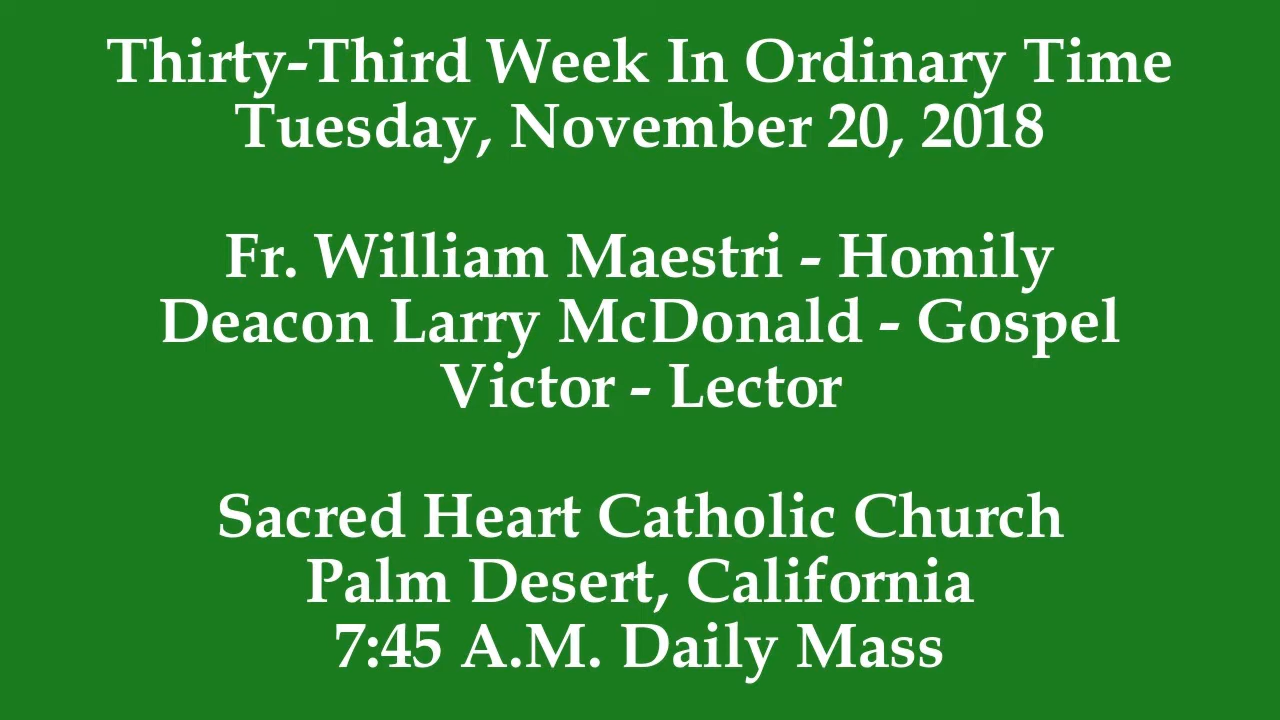 Thirty-Third Week In Ordinary Time
Tuesday, November 20, 2018
Fr. William Maestri - Homily
Deacon Larry McDonald - Gospel
Victor - Lector
Sacred Heart Catholic Church
Palm Desert, California
7:45 A.M. Daily Mass